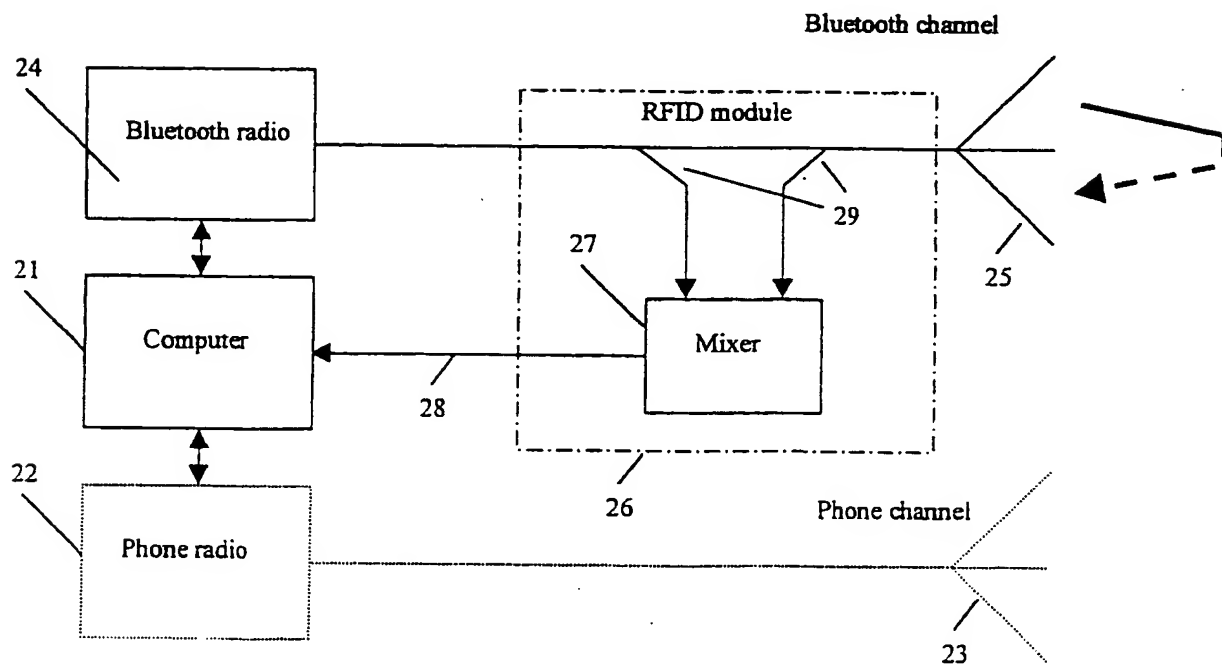 Bluetooth channel
24
Bluetooth radio
RFID module
29
27
25
21
Computer
Mixer
28
22
26
Phone channel
Phone radio
23